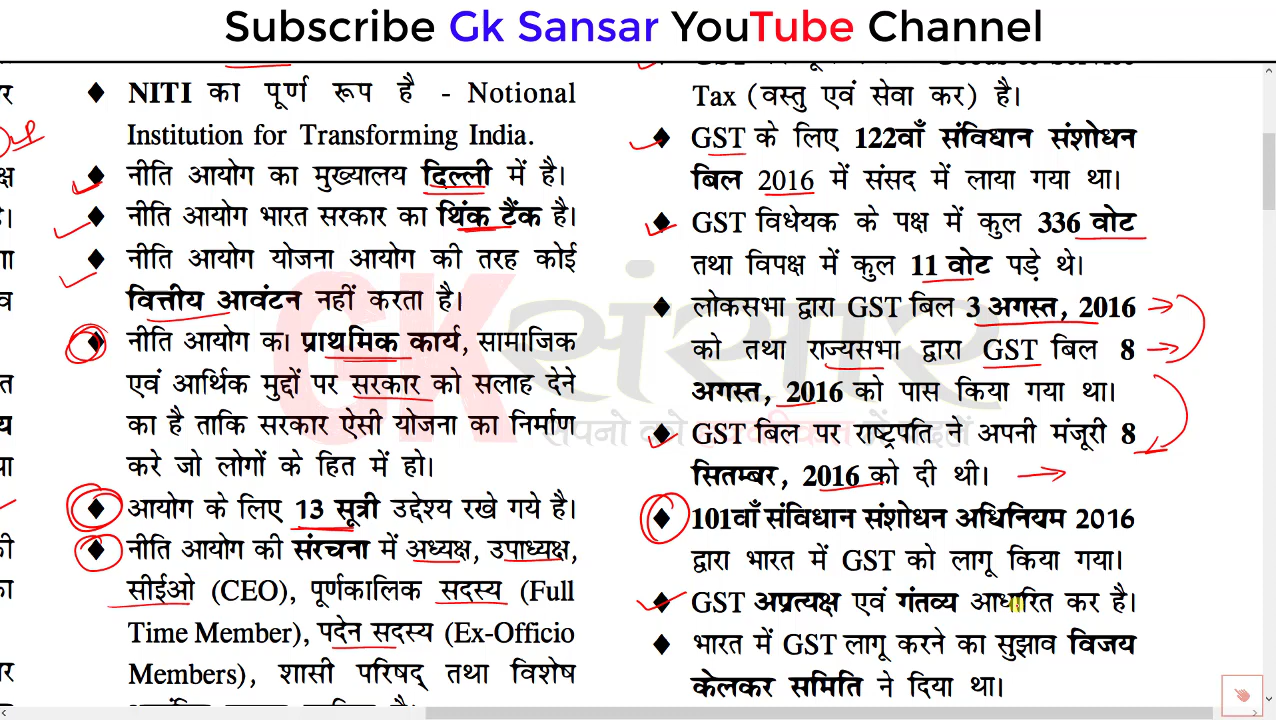 Subscribe Gk Sansar YouTube Channel
♦ NITI का पूर्ण रूप है - Notional
Institution for Transforming India.
♦ नीति आयोग का मुख्यालय दिल्ली में है।
♦ नीति आयोग भारत सरकार का थिंक टैंक है।
♦ नीति आयोग योजना आयोग की तरह कोई
वित्तीय आवंटन नहीं करता है।
♦ नीति आयोग का प्राथमिक कार्य, सामाजिक
एवं आर्थिक मुद्दों पर सरकार को सलाह देने
का है ताकि सरकार ऐसी योजना का निर्माण
करे जो लोगों के हित में हो।
♦ आयोग के लिए 13 सूत्री उद्देश्य रखे गये है।
♦ नीति आयोग की संरचना में अध्यक्ष, उपाध्यक्ष,
सीईओ (CEO), पूर्णकालिक सदस्य (Full
Time Member), पदेन सदस्य (Ex-Officio
Members), शासी परिषद् तथा विशेष
Tax (वस्तु एवं सेवा कर) है।
♦ GST के लिए 122वाँ संविधान संशोधन
बिल 2016 में संसद में लाया गया था।
♦ GST विधेयक के पक्ष में कुल 336 वोट
तथा विपक्ष में कुल 11 वोट पड़े थे।
♦ लोकसभा द्वारा GST बिल 3 अगस्त, 2016
को तथा राज्यसभा द्वारा GST बिल 8
अगस्त, 2016 को पास किया गया था।
♦ GST बिल पर राष्ट्रपति ने अपनी मंजूरी 8
सितम्बर, 2016 को दी थी।
♦ 101वाँ संविधान संशोधन अधिनियम 2016
द्वारा भारत में GST को लागू किया गया।
♦ GST अप्रत्यक्ष एवं गंतव्य आधारित कर है।
♦ भारत में GST लागू करने का सुझाव विजय
केलकर समिति ने दिया था।
GK संसार